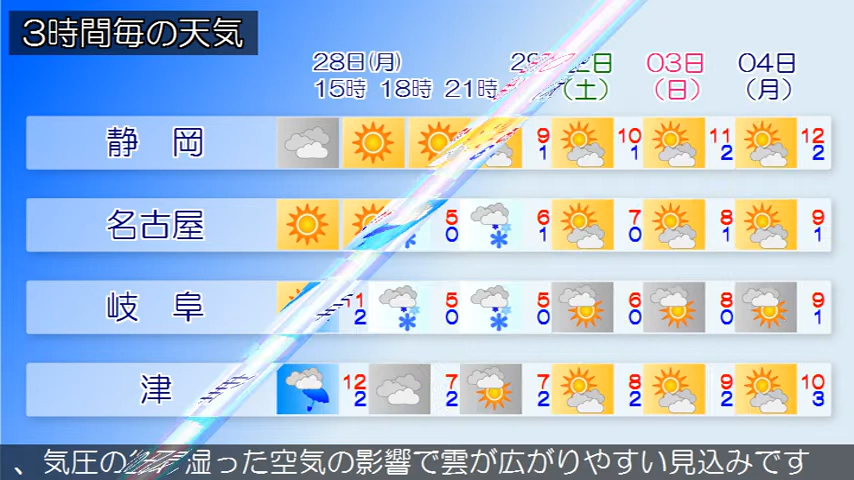 3時間毎の天気
28日(月) 29 日 03日 04日
15時 18時 21時 (土) (日) (月)
静岡 9 1 10 1 11 2 12 2
名古屋 5 0 6 1 7 0 8 1 9 1
岐阜 11 2 5 0 5 0 6 0 8 0 9 1
津 12 2 7 2 7 2 8 2 9 2 10 3
、気圧の 湿った空気の影響で雲が広がりやすい見込みです